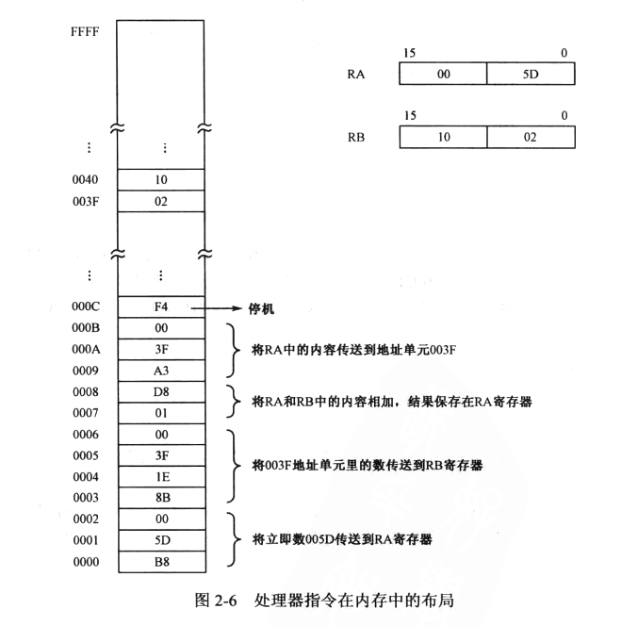 FFFF
15 0
RA 00 5D
15 0
RB 10 02
⋮ ⋮
0040 10
003F 02
⋮ ⋮
000C F4 停机
000B 00
000A 3F 将RA中的内容传送到地址单元003F
0009 A3
0008 D8
将RA和RB中的内容相加，结果保存在RA寄存器
0007 01
0006 00
0005 3F
将003F地址单元里的数传送到RB寄存器
0004 1E
0003 8B
0002 00
0001 5D 将立即数005D传送到RA寄存器
0000 B8
图 2-6 处理器指令在内存中的布局